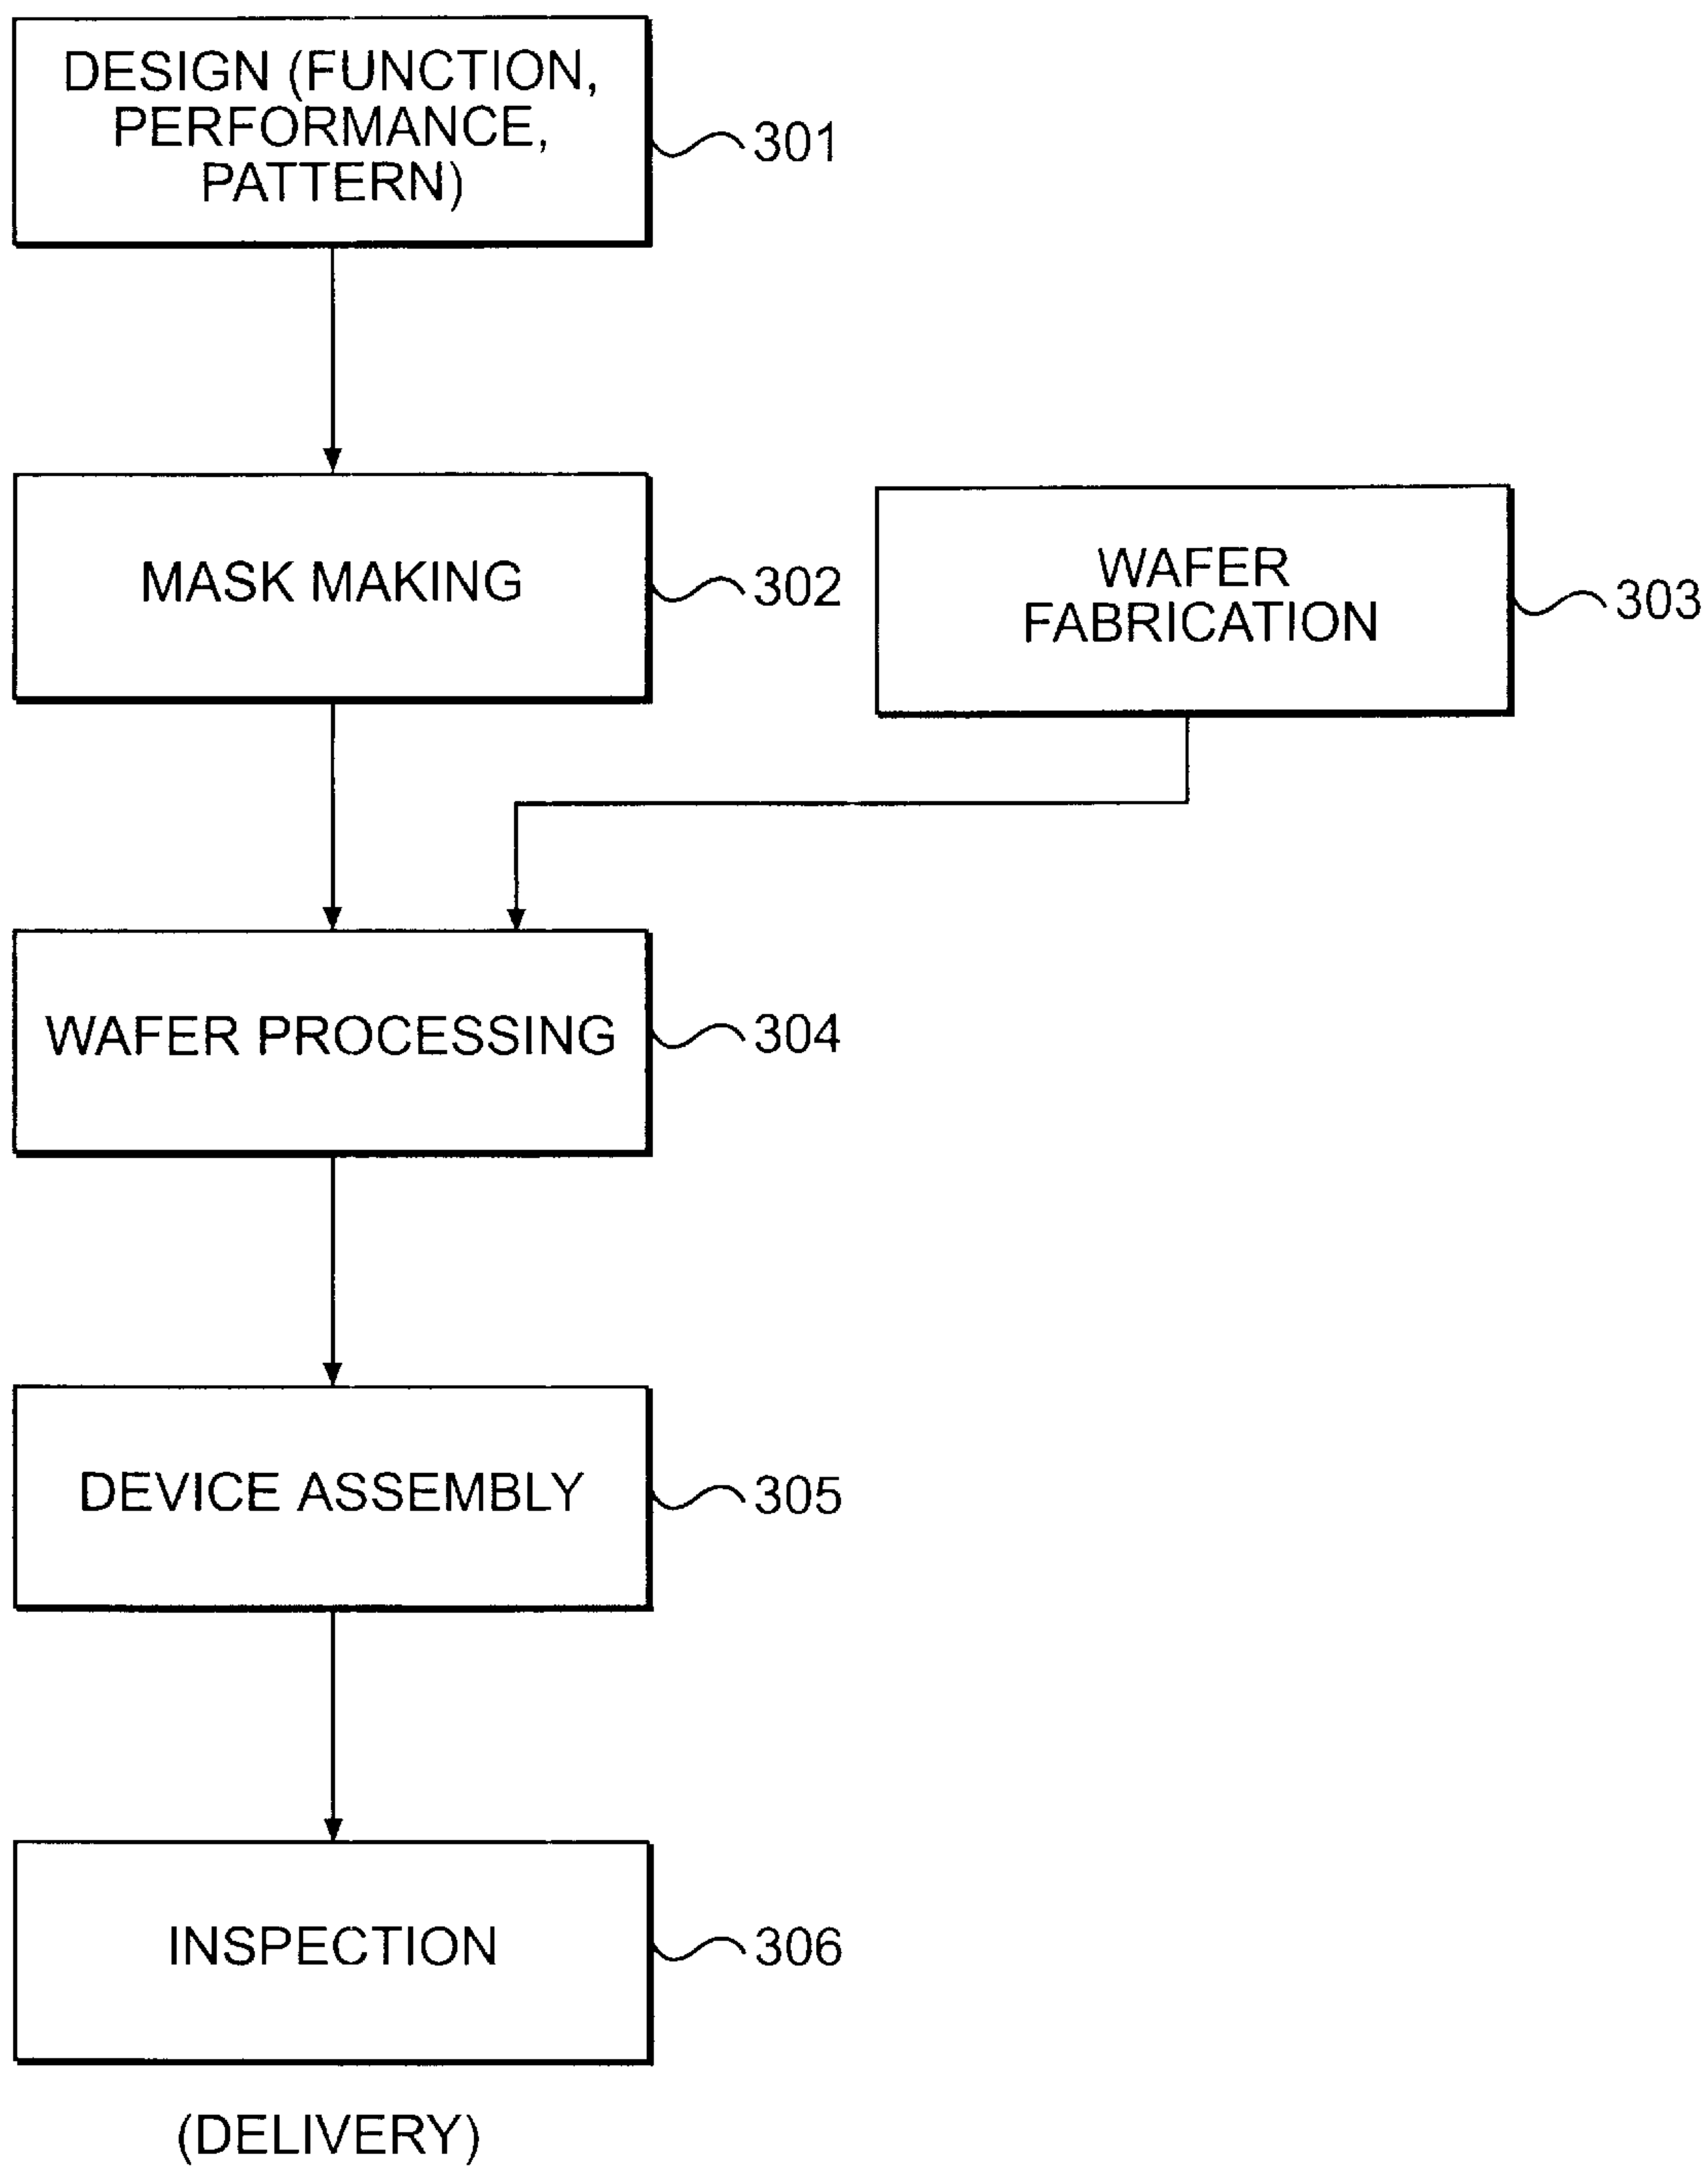 DESIGN (FUNCTION,
PERFORMANCE,
PATTERN)
301
MASK MAKING
302
WAFER
FABRICATION
303
WAFER PROCESSING
304
DEVICE ASSEMBLY
305
INSPECTION
306
(DELIVERY)